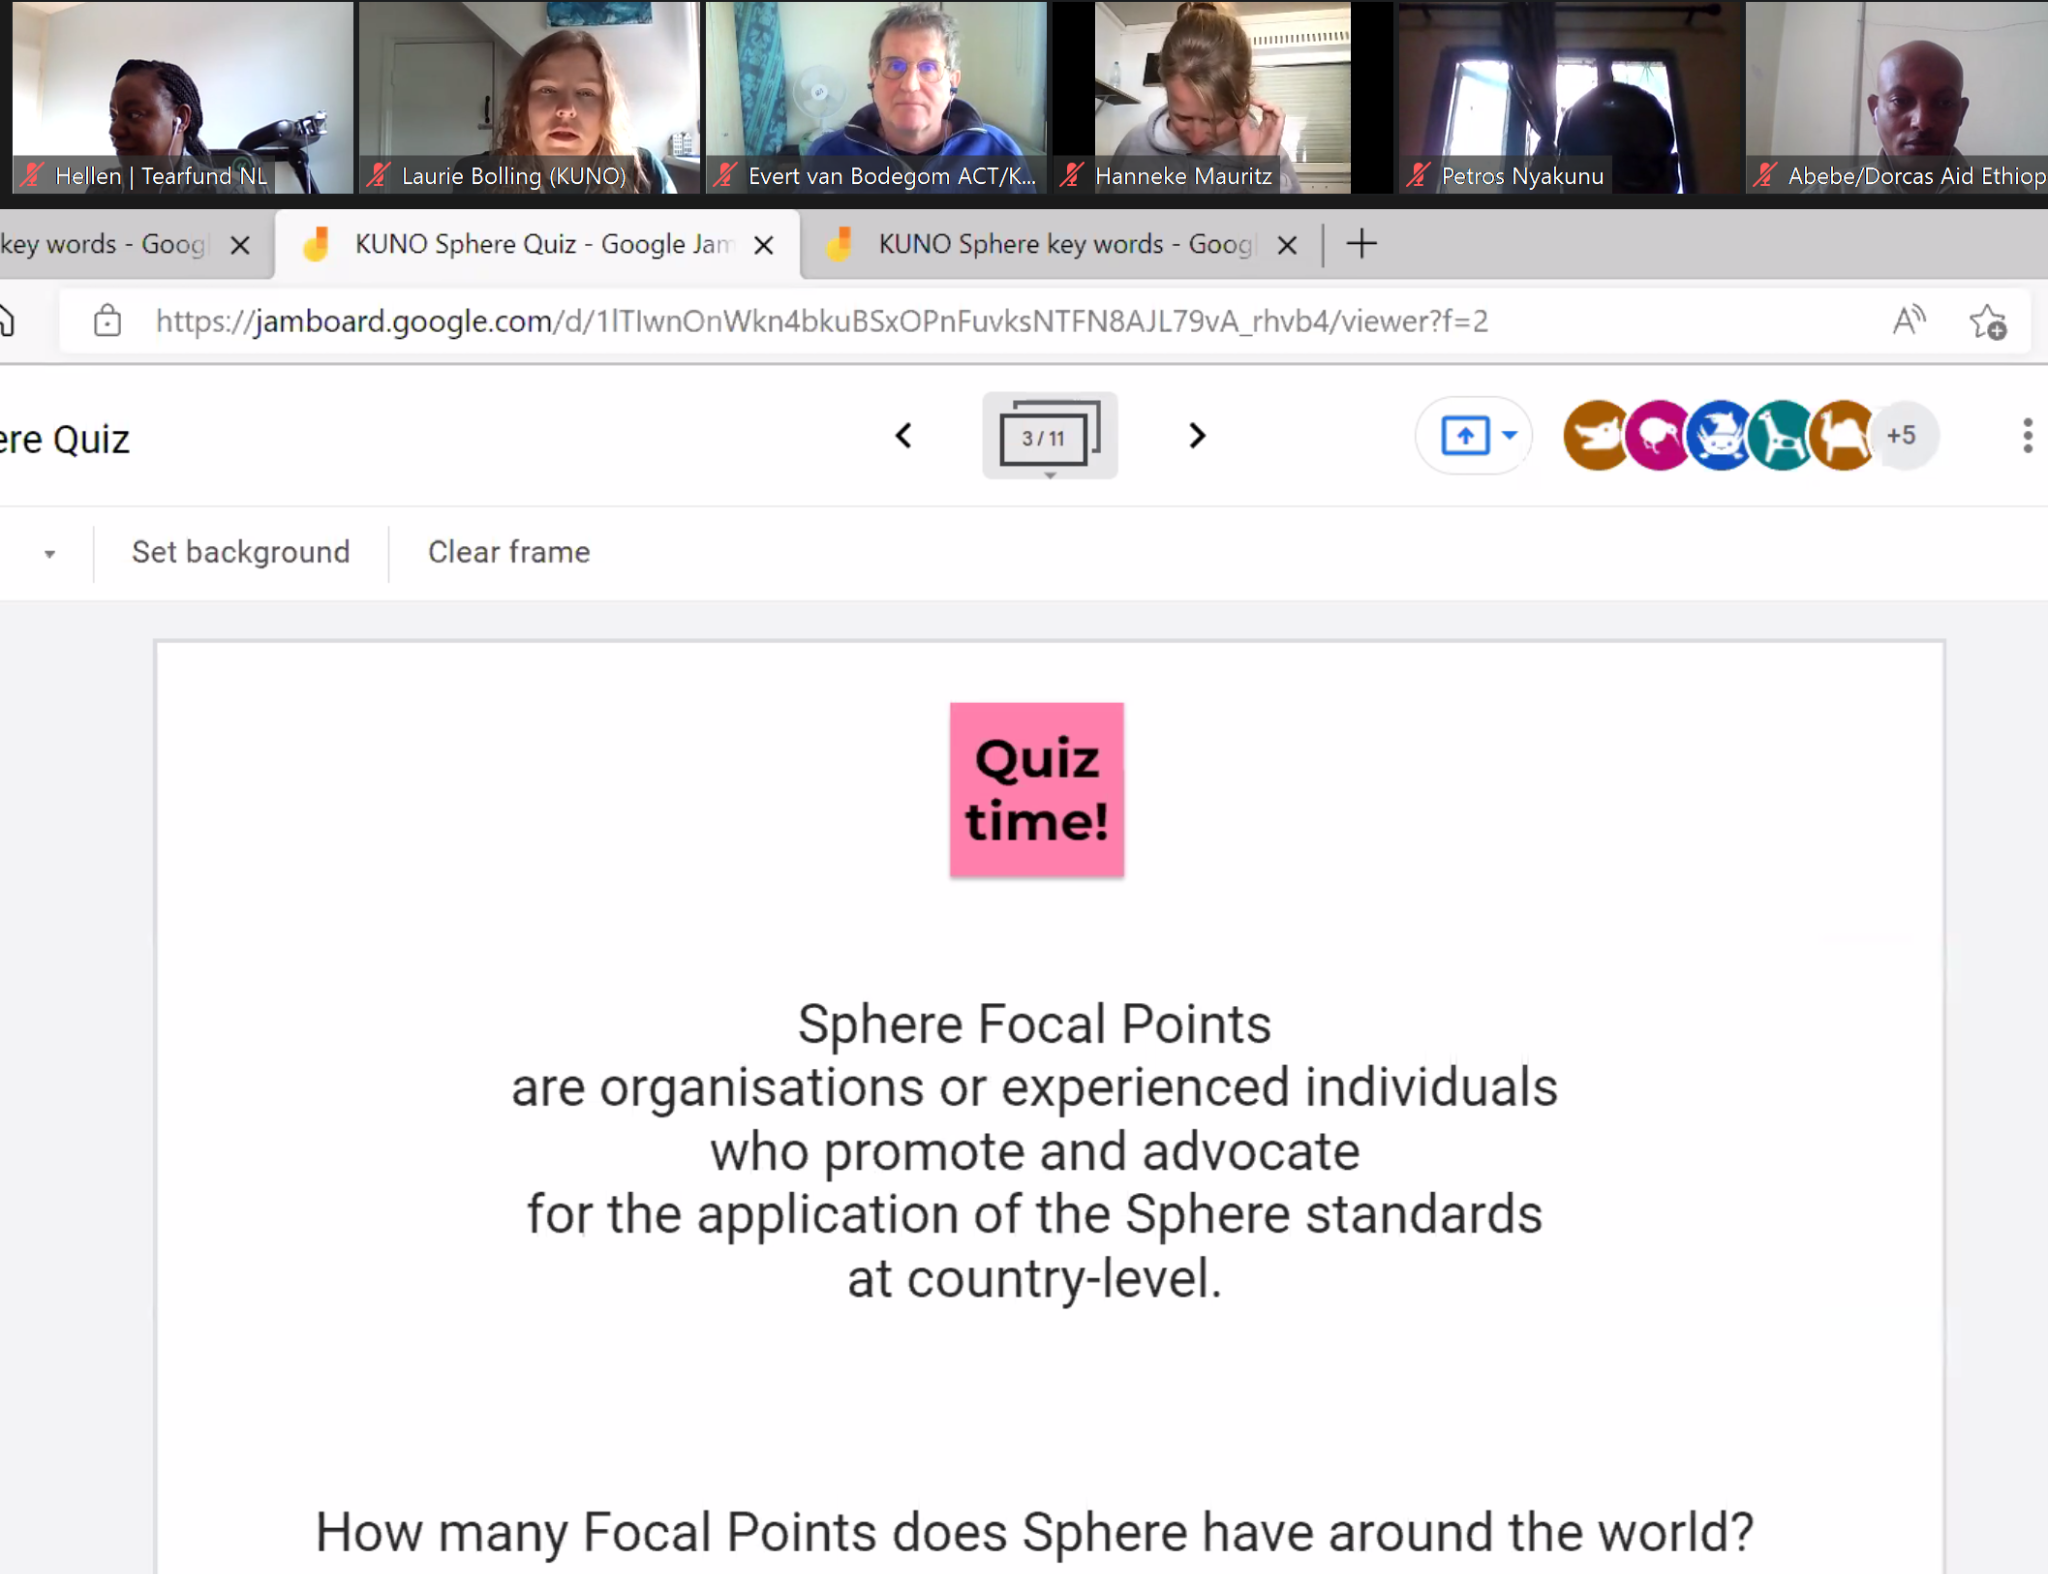 Hellen | Tearfund NL
Laurie Bolling (KUNO)
Evert van Bodegom ACT/K...
Hanneke Mauritz
Petros Nyakunu
Abebe/Dorcas Aid Ethiop
key words - Goog
KUNO Sphere Quiz - Google Jam
KUNO Sphere key words - Goog
https://jamboard.google.com/d/1lTIwnOnWkn4bkuBSxOPnFuvksNTFN8AJL79vA_rhvb4/viewer?f=2
ere Quiz
3 / 11
+5
Set background
Clear frame
Quiz
time!
Sphere Focal Points
are organisations or experienced individuals
who promote and advocate
for the application of the Sphere standards
at country-level.
How many Focal Points does Sphere have around the world?